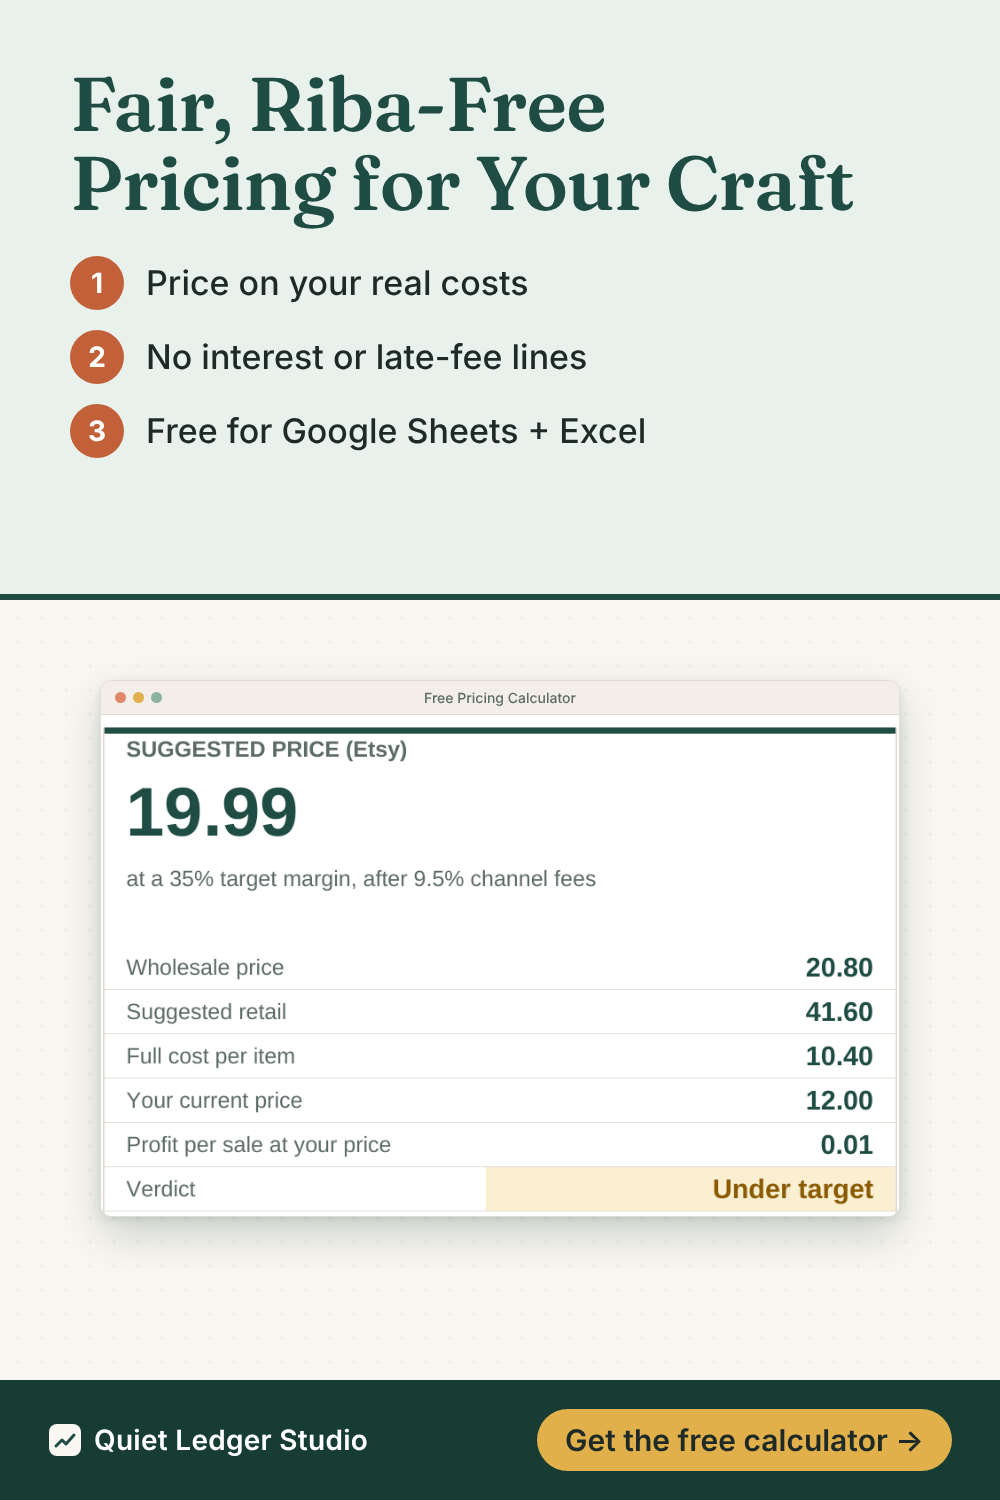 Fair, Riba-Free
Pricing for Your Craft
1 Price on your real costs
2 No interest or late-fee lines
3 Free for Google Sheets + Excel
Free Pricing Calculator
SUGGESTED PRICE (Etsy)
19.99
at a 35% target margin, after 9.5% channel fees
Wholesale price 20.80
Suggested retail 41.60
Full cost per item 10.40
Your current price 12.00
Profit per sale at your price 0.01
Verdict Under target
Quiet Ledger Studio
Get the free calculator →